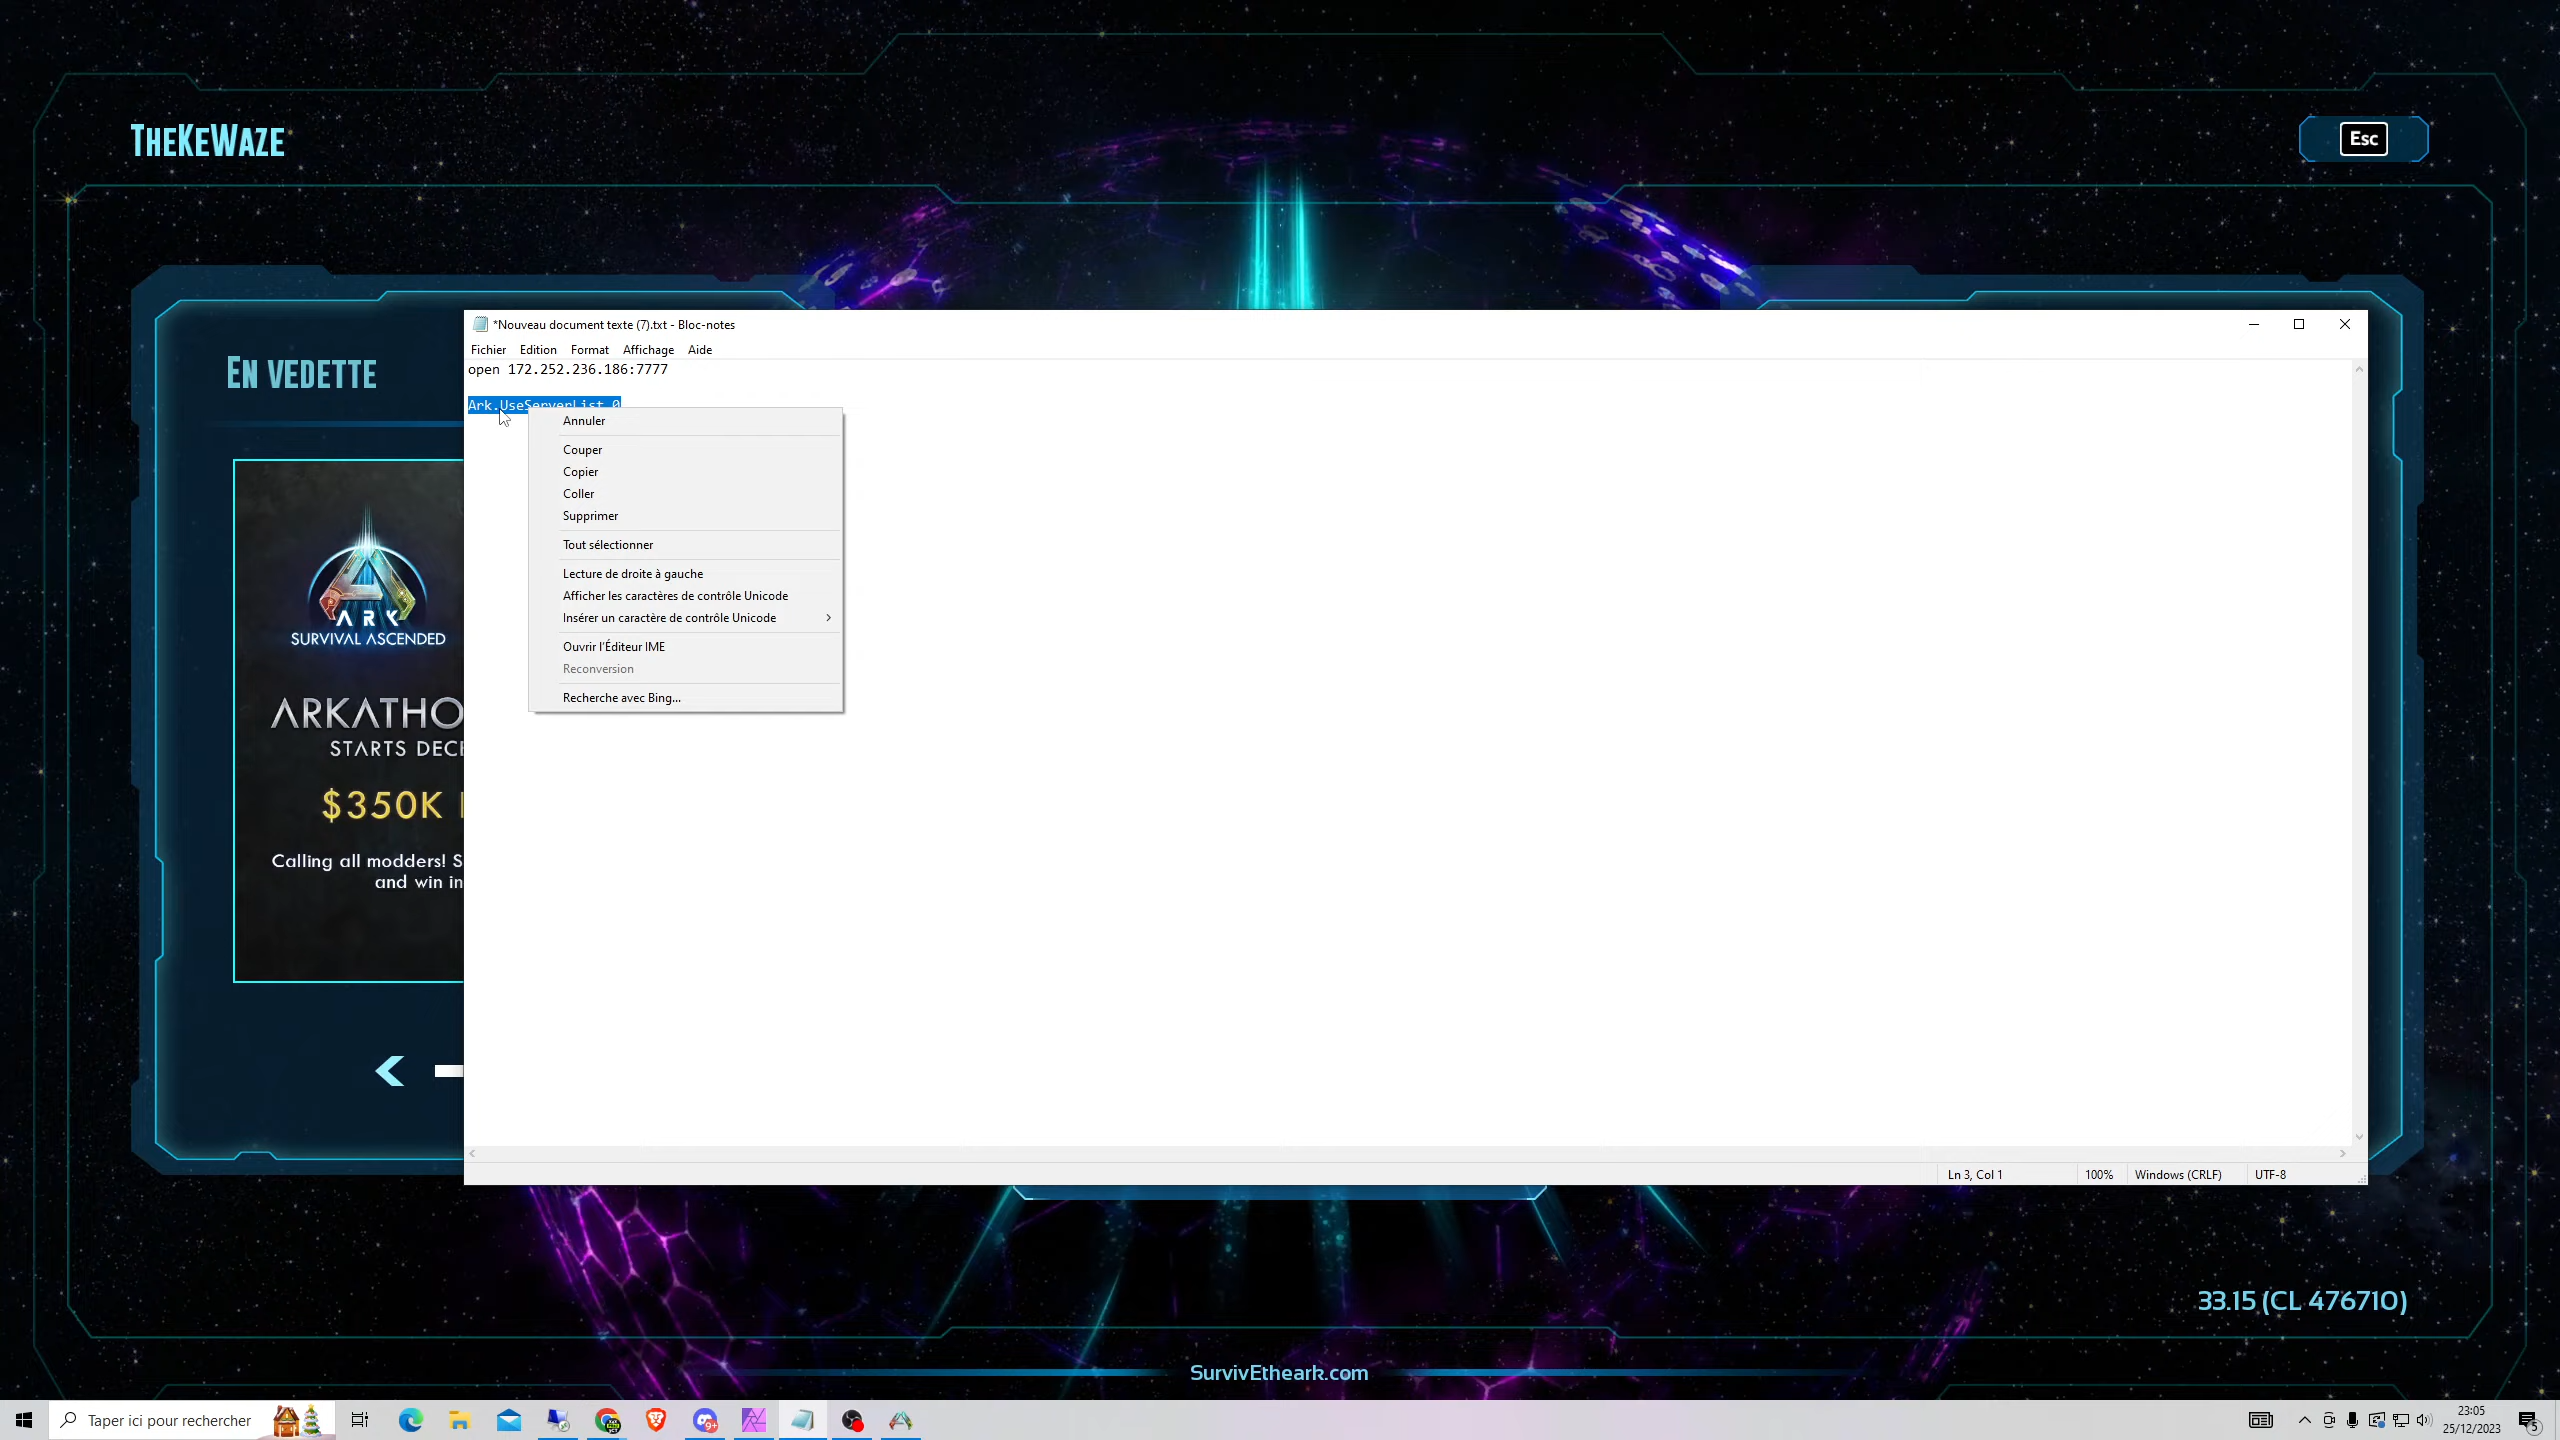 TheKeWaze
Esc
En vedette
ARK
SURVIVAL ASCENDED
ARKATHO
STARTS DECE
$350K
Calling all modders! S
and win in
*Nouveau document texte (7).txt - Bloc-notes
Fichier Edition Format Affichage Aide
open 172.252.236.186:7777
Ark.UseServerList 0
Annuler
Couper
Copier
Coller
Supprimer
Tout sélectionner
Lecture de droite à gauche
Afficher les caractères de contrôle Unicode
Insérer un caractère de contrôle Unicode
Ouvrir l'Éditeur IME
Reconversion
Recherche avec Bing...
Ln 3, Col 1 100% Windows (CRLF) UTF-8
33.15 (CL 476710)
SurvivEtheark.com
Taper ici pour rechercher
9+
23:05
25/12/2023
5